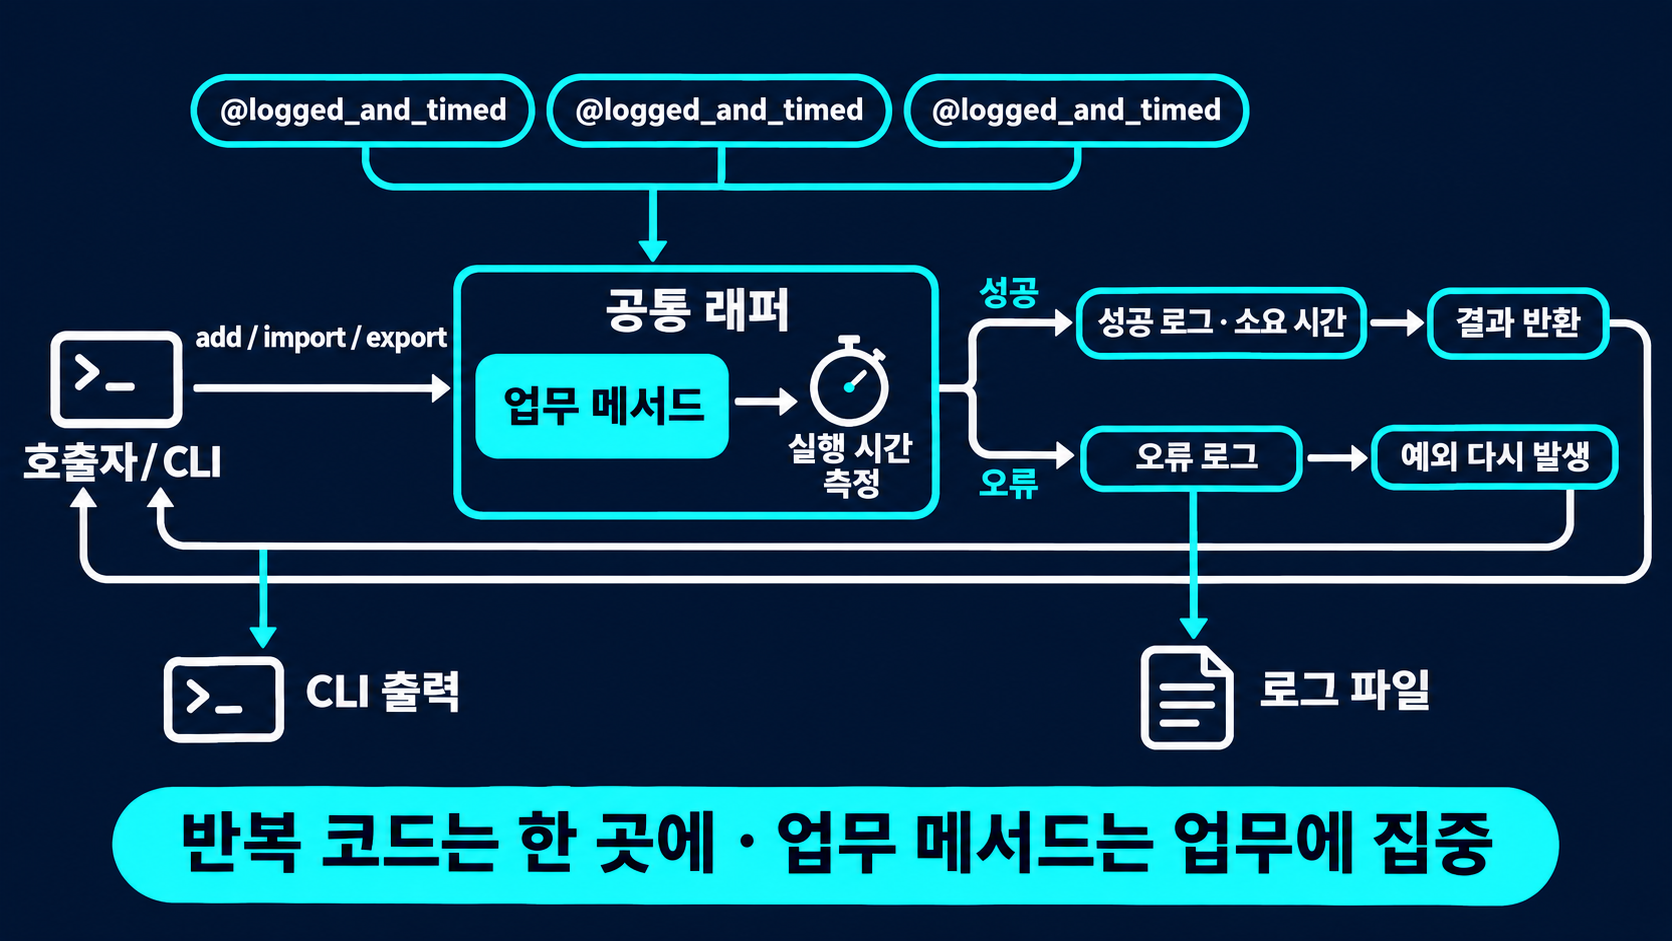 @logged_and_timed
@logged_and_timed
@logged_and_timed
공통 래퍼
add / import / export
업무 메서드
실행 시간
측정
호출자/CLI
성공
성공 로그 · 소요 시간
결과 반환
오류
오류 로그
예외 다시 발생
CLI 출력
로그 파일
반복 코드는 한 곳에 · 업무 메서드는 업무에 집중